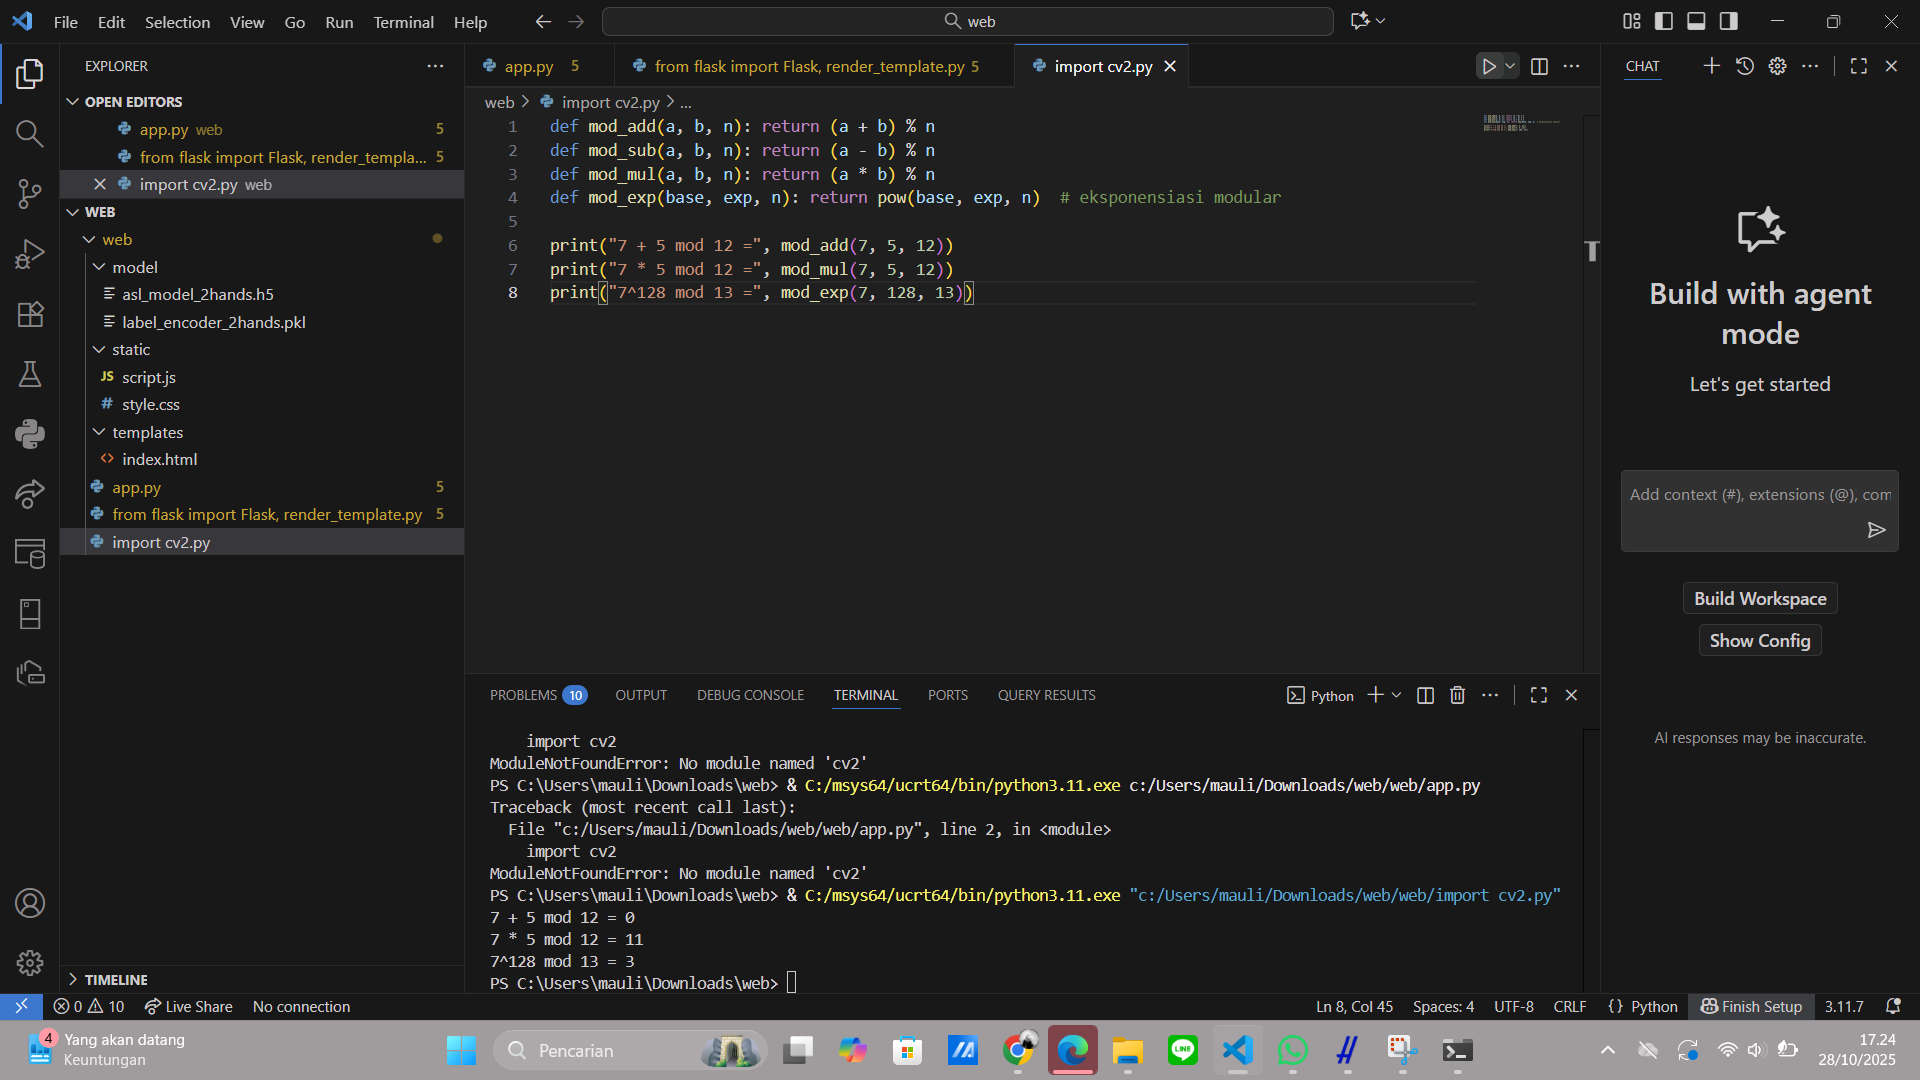 File Edit Selection View Go Run Terminal Help
web
EXPLORER
OPEN EDITORS
app.py web 5
from flask import Flask, render_templa... 5
import cv2.py web
WEB
web
model
asl_model_2hands.h5
label_encoder_2hands.pkl
static
JS script.js
# style.css
templates
<> index.html
app.py 5
from flask import Flask, render_template.py 5
import cv2.py
TIMELINE
app.py 5
from flask import Flask, render_template.py 5
import cv2.py
web > import cv2.py > ...
1 def mod_add(a, b, n): return (a + b) % n
2 def mod_sub(a, b, n): return (a - b) % n
3 def mod_mul(a, b, n): return (a * b) % n
4 def mod_exp(base, exp, n): return pow(base, exp, n)  # eksponensiasi modular
5
6 print("7 + 5 mod 12 =", mod_add(7, 5, 12))
7 print("7 * 5 mod 12 =", mod_mul(7, 5, 12))
8 print("7^128 mod 13 =", mod_exp(7, 128, 13))
PROBLEMS 10 OUTPUT DEBUG CONSOLE TERMINAL PORTS QUERY RESULTS
Python
import cv2
ModuleNotFoundError: No module named 'cv2'
PS C:\Users\mauli\Downloads\web> & C:/msys64/ucrt64/bin/python3.11.exe c:/Users/mauli/Downloads/web/web/app.py
Traceback (most recent call last):
File "c:/Users/mauli/Downloads/web/web/app.py", line 2, in <module>
import cv2
ModuleNotFoundError: No module named 'cv2'
PS C:\Users\mauli\Downloads\web> & C:/msys64/ucrt64/bin/python3.11.exe "c:/Users/mauli/Downloads/web/web/import cv2.py"
7 + 5 mod 12 = 0
7 * 5 mod 12 = 11
7^128 mod 13 = 3
PS C:\Users\mauli\Downloads\web>
CHAT
Build with agent
mode
Let's get started
Add context (#), extensions (@), com
Build Workspace
Show Config
AI responses may be inaccurate.
0 10 Live Share No connection
Ln 8, Col 45 Spaces: 4 UTF-8 CRLF {} Python Finish Setup 3.11.7
4
Yang akan datang
Keuntungan
Pencarian
LINE
17.24
28/10/2025